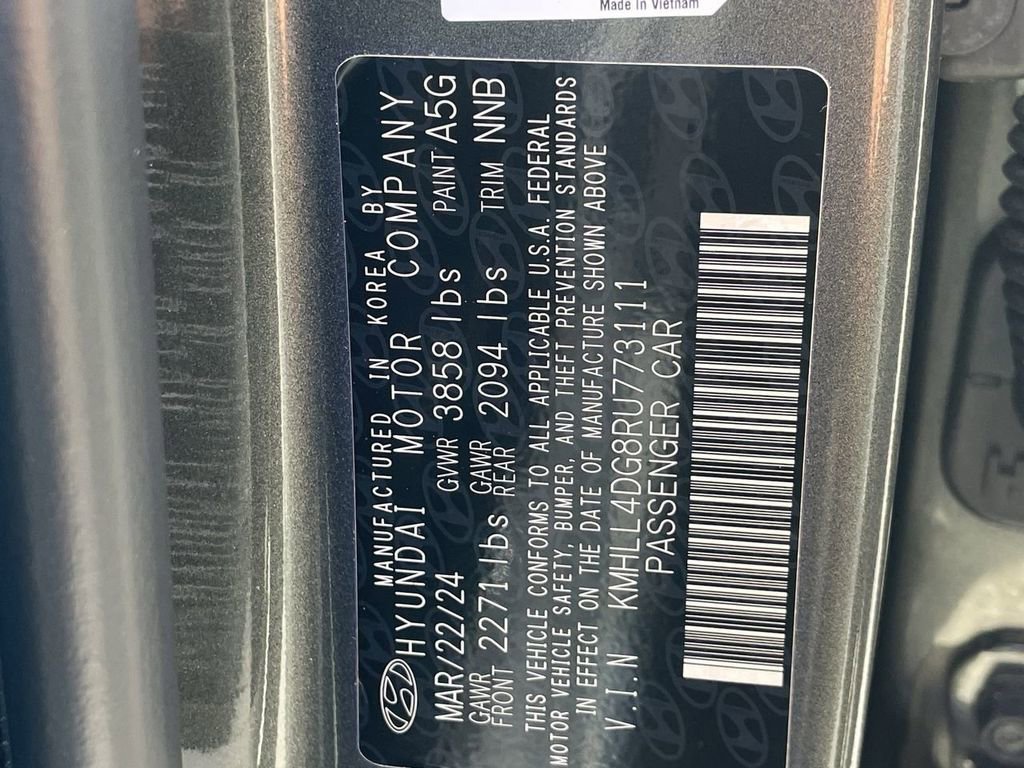 Made In Vietnam
MANUFACTURED IN KOREA BY
HYUNDAI MOTOR COMPANY
MAR/22/24 GVWR 3858 lbs PAINT A5G
GAWR FRONT 2271 lbs GAWR REAR 2094 lbs TRIM NNB
THIS VEHICLE CONFORMS TO ALL APPLICABLE U.S.A. FEDERAL
MOTOR VEHICLE SAFETY, BUMPER, AND THEFT PREVENTION STANDARDS
IN EFFECT ON THE DATE OF MANUFACTURE SHOWN ABOVE
V.I.N KMHLL4DG8RU773111
PASSENGER CAR